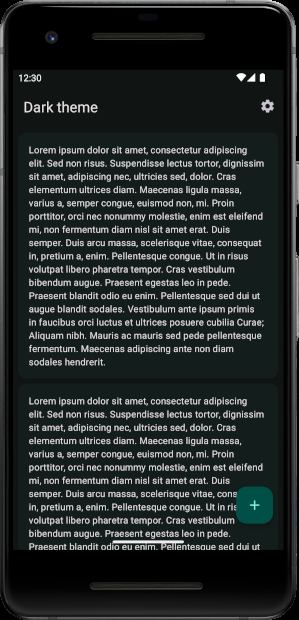 12:30
Dark theme
Lorem ipsum dolor sit amet, consectetur adipiscing
elit. Sed non risus. Suspendisse lectus tortor, dignissim
sit amet, adipiscing nec, ultricies sed, dolor. Cras
elementum ultrices diam. Maecenas ligula massa,
varius a, semper congue, euismod non, mi. Proin
porttitor, orci nec nonummy molestie, enim est eleifend
mi, non fermentum diam nisl sit amet erat. Duis
semper. Duis arcu massa, scelerisque vitae, consequat
in, pretium a, enim. Pellentesque congue. Ut in risus
volutpat libero pharetra tempor. Cras vestibulum
bibendum augue. Praesent egestas leo in pede.
Praesent blandit odio eu enim. Pellentesque sed dui ut
augue blandit sodales. Vestibulum ante ipsum primis
in faucibus orci luctus et ultrices posuere cubilia Curae;
Aliquam nibh. Mauris ac mauris sed pede pellentesque
fermentum. Maecenas adipiscing ante non diam
sodales hendrerit.
Lorem ipsum dolor sit amet, consectetur adipiscing
elit. Sed non risus. Suspendisse lectus tortor, dignissim
sit amet, adipiscing nec, ultricies sed, dolor. Cras
elementum ultrices diam. Maecenas ligula massa,
varius a, semper congue, euismod non, mi. Proin
porttitor, orci nec nonummy molestie, enim est eleifend
mi, non fermentum diam nisl sit amet erat. Duis
semper. Duis arcu massa, scelerisque vitae,
in, pretium a, enim. Pellentesque congue. Ut in
volutpat libero pharetra tempor. Cras vestibulum
bibendum augue. Praesent egestas leo in pede.
Praesent blandit odio eu enim. Pellentesque sed dui ut